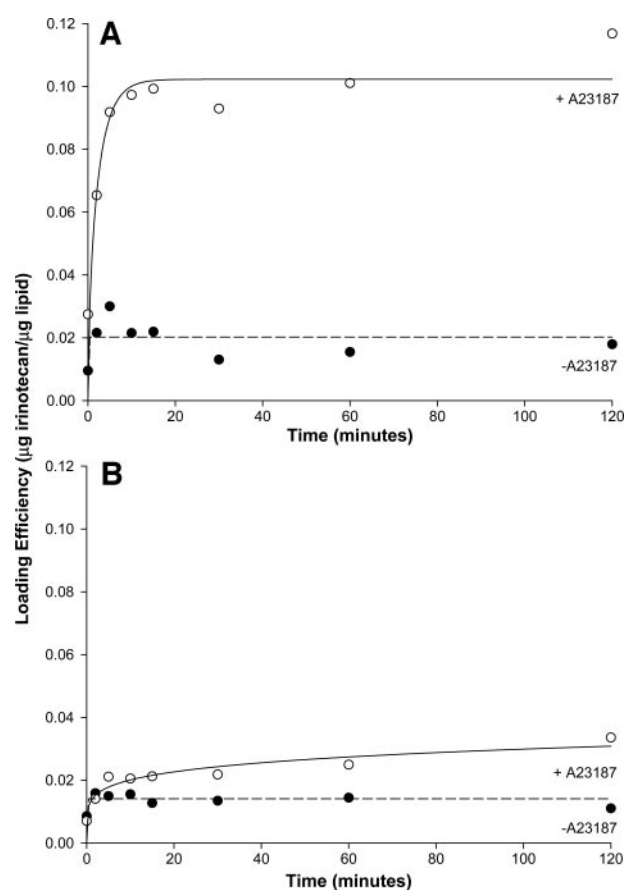 0.12
A
0.10
+ A23187
0.08
0.06
0.04
0.02
-A23187
0.00
0 20 40 60 80 100 120
Time (minutes)
Loading Efficiency (μg irinotecan/μg lipid)
0.12
B
0.10
0.08
0.06
0.04
+ A23187
0.02
-A23187
0.00
0 20 40 60 80 100 120
Time (minutes)